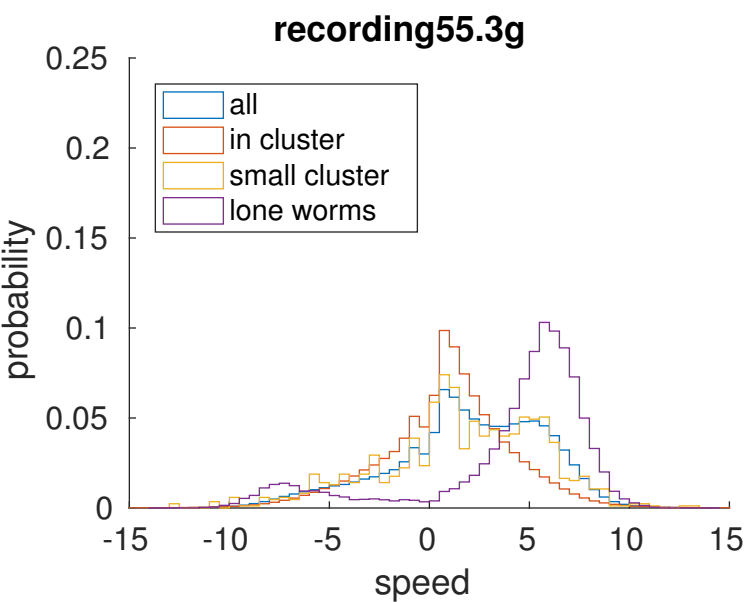 recording55.3g
0.25
0.2
0.15
0.1
0.05
0
probability
all
in cluster
small cluster
lone worms
-15 -10 -5 0 5 10 15
speed